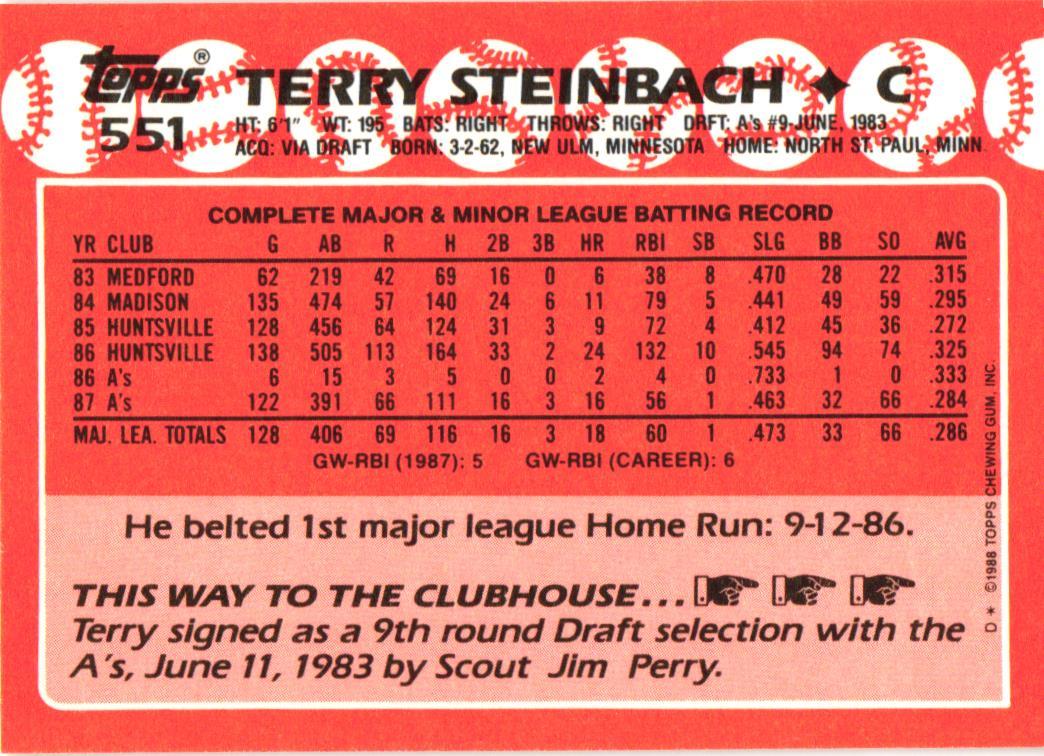 topps®
551
TERRY STEINBACH ✦ C
HT: 6'1" WT: 195 BATS: RIGHT THROWS: RIGHT DRFT: A's #9-JUNE, 1983
ACQ: VIA DRAFT BORN: 3-2-62, NEW ULM, MINNESOTA HOME: NORTH ST. PAUL, MINN.
COMPLETE MAJOR & MINOR LEAGUE BATTING RECORD
YR CLUB G AB R H 2B 3B HR RBI SB SLG BB SO AVG
83 MEDFORD 62 219 42 69 16 0 6 38 8 .470 28 22 .315
84 MADISON 135 474 57 140 24 6 11 79 5 .441 49 59 .295
85 HUNTSVILLE 128 456 64 124 31 3 9 72 4 .412 45 36 .272
86 HUNTSVILLE 138 505 113 164 33 2 24 132 10 .545 94 74 .325
86 A's 6 15 3 5 0 0 2 4 0 .733 1 0 .333
87 A's 122 391 66 111 16 3 16 56 1 .463 32 66 .284
MAJ. LEA. TOTALS 128 406 69 116 16 3 18 60 1 .473 33 66 .286
GW-RBI (1987): 5 GW-RBI (CAREER): 6
He belted 1st major league Home Run: 9-12-86.
THIS WAY TO THE CLUBHOUSE...
Terry signed as a 9th round Draft selection with the
A's, June 11, 1983 by Scout Jim Perry.
D* ©1988 TOPPS CHEWING GUM, INC.